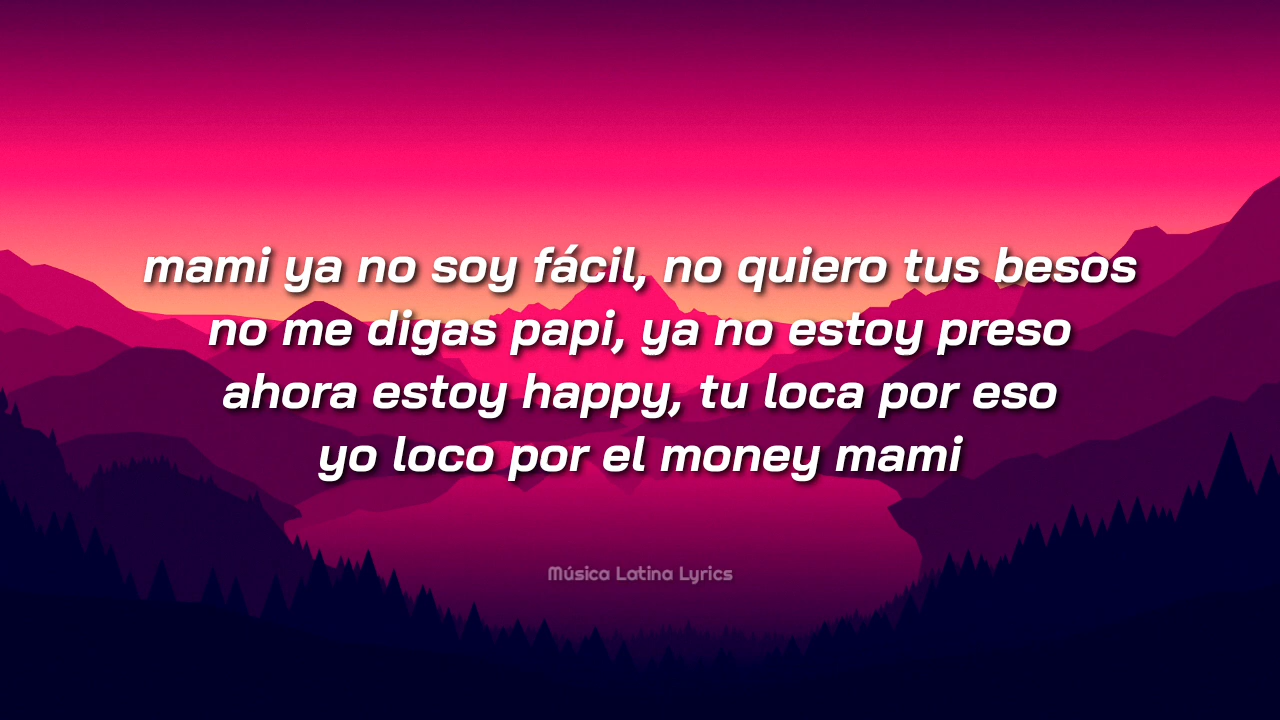 mami ya no soy fácil, no quiero tus besos
no me digas papi, ya no estoy preso
ahora estoy happy, tu loca por eso
yo loco por el money mami
Música Latina Lyrics